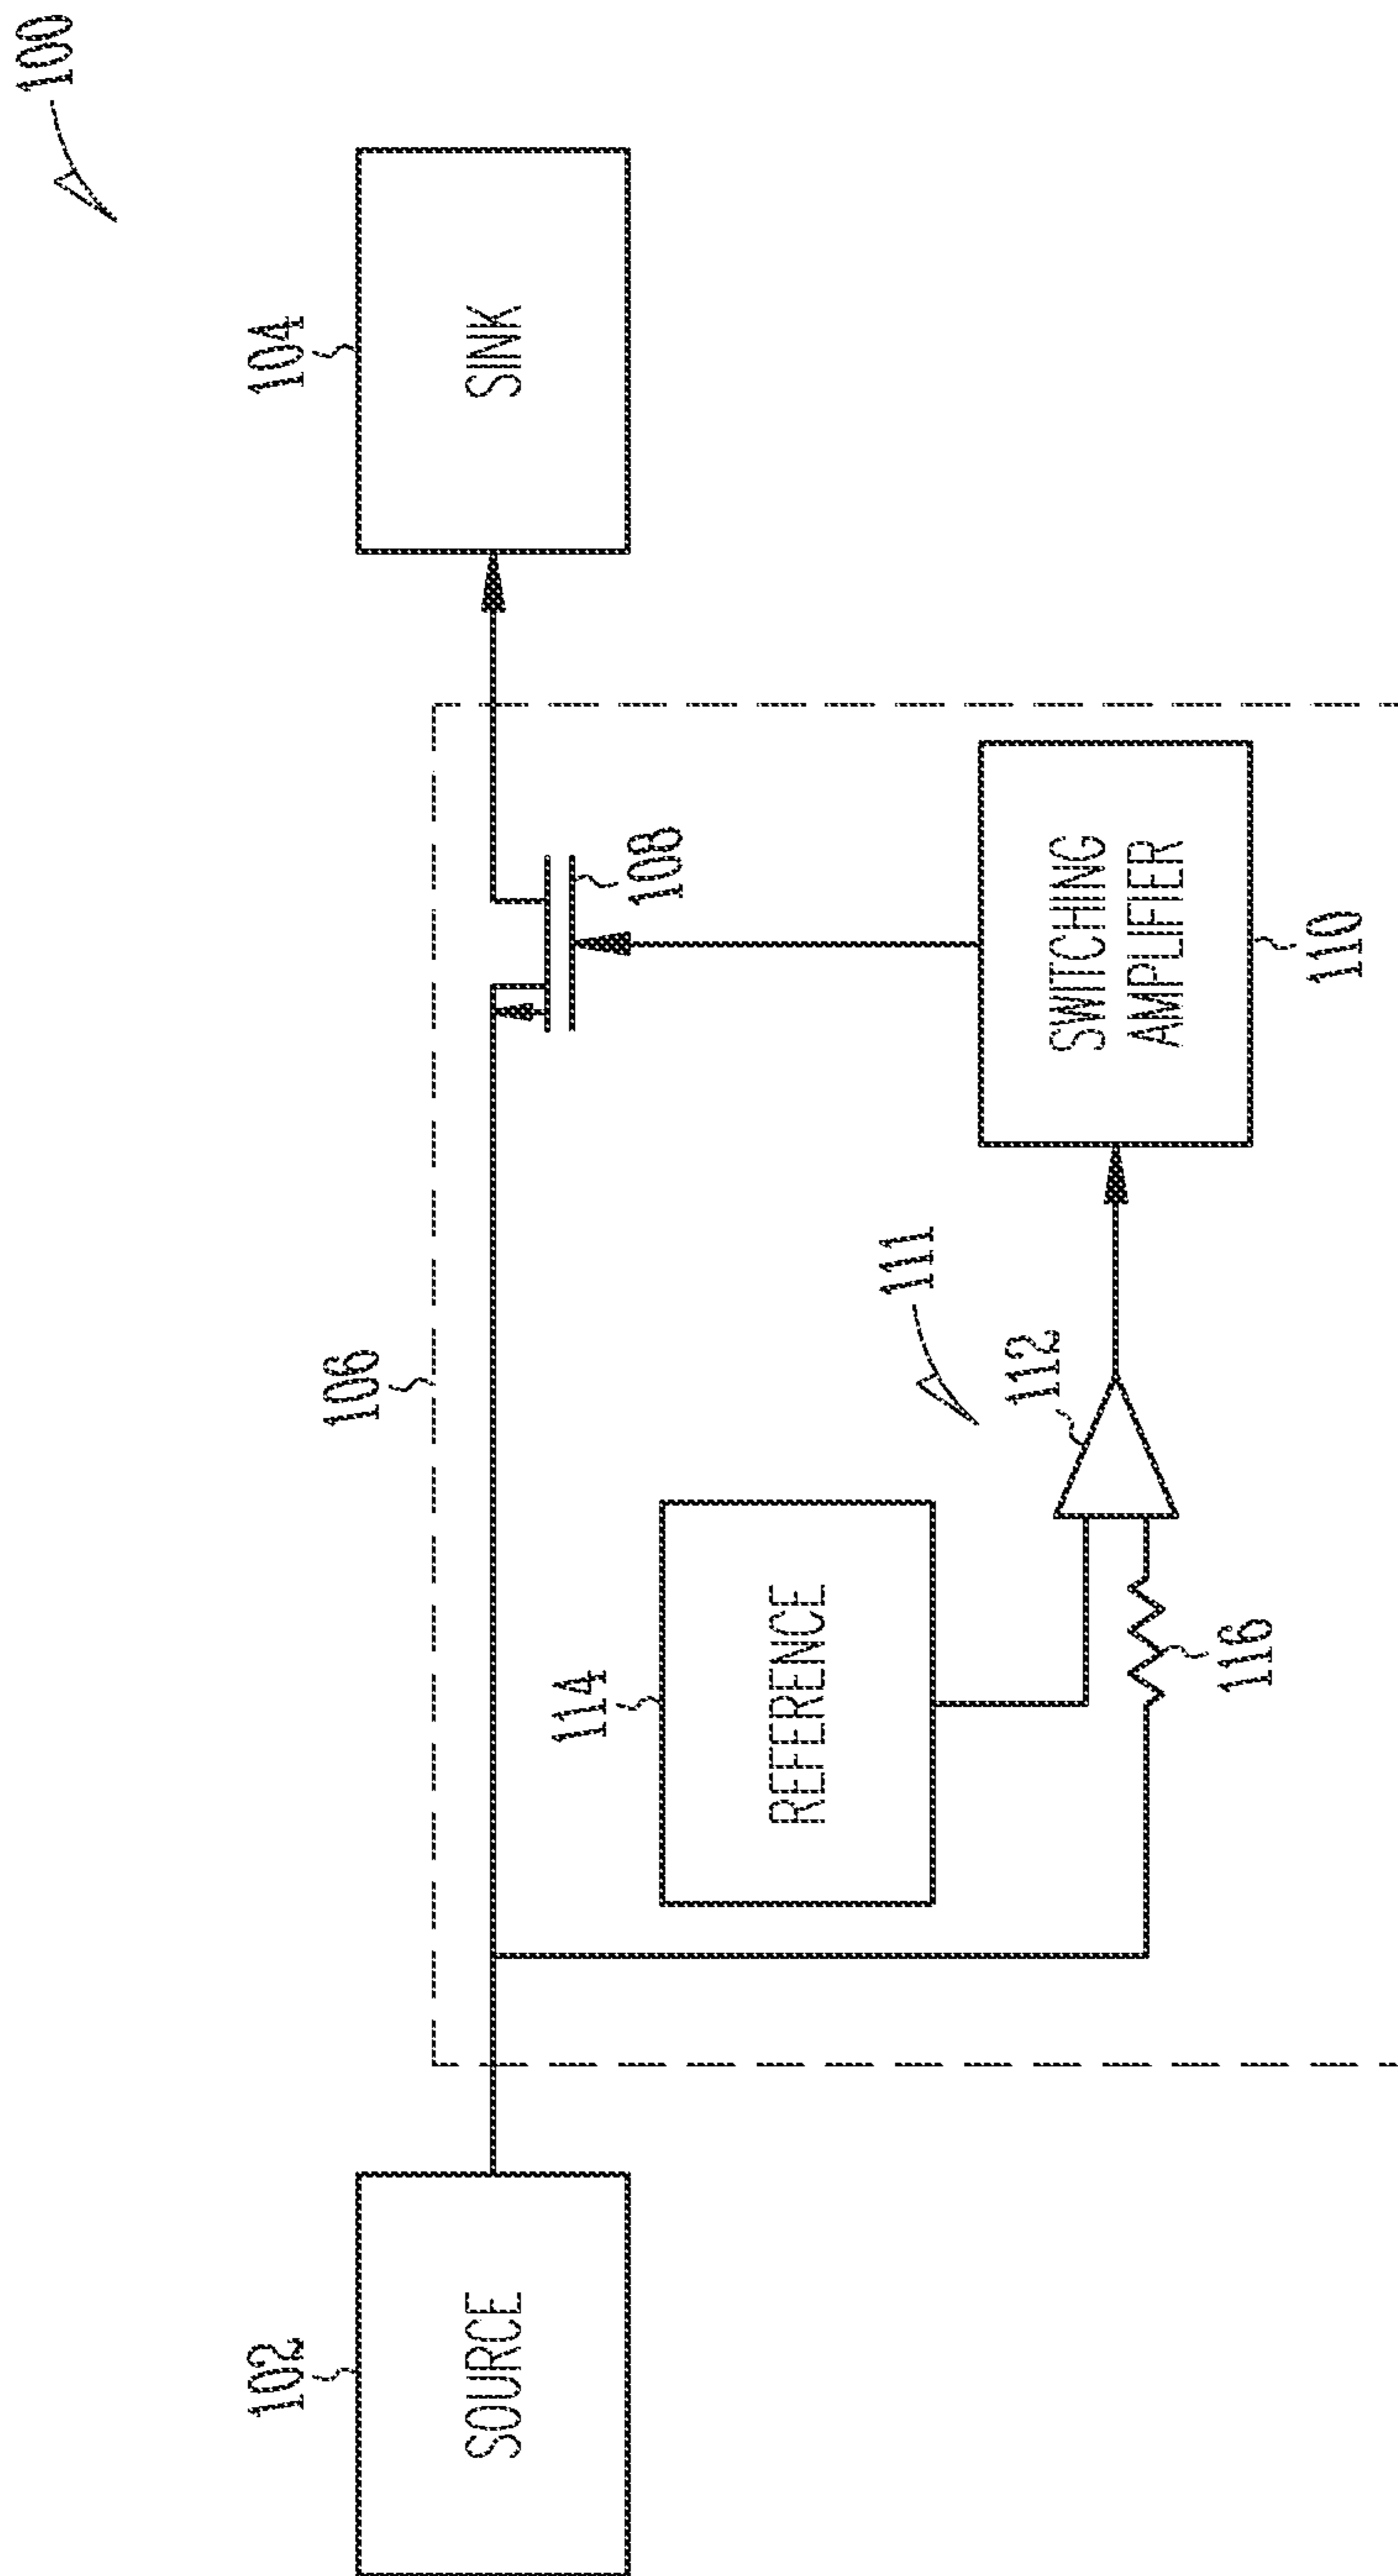 100
102
SOURCE
104
SINK
106
108
114
REFERENCE
111
112
116
SWITCHING
AMPLIFIER
110